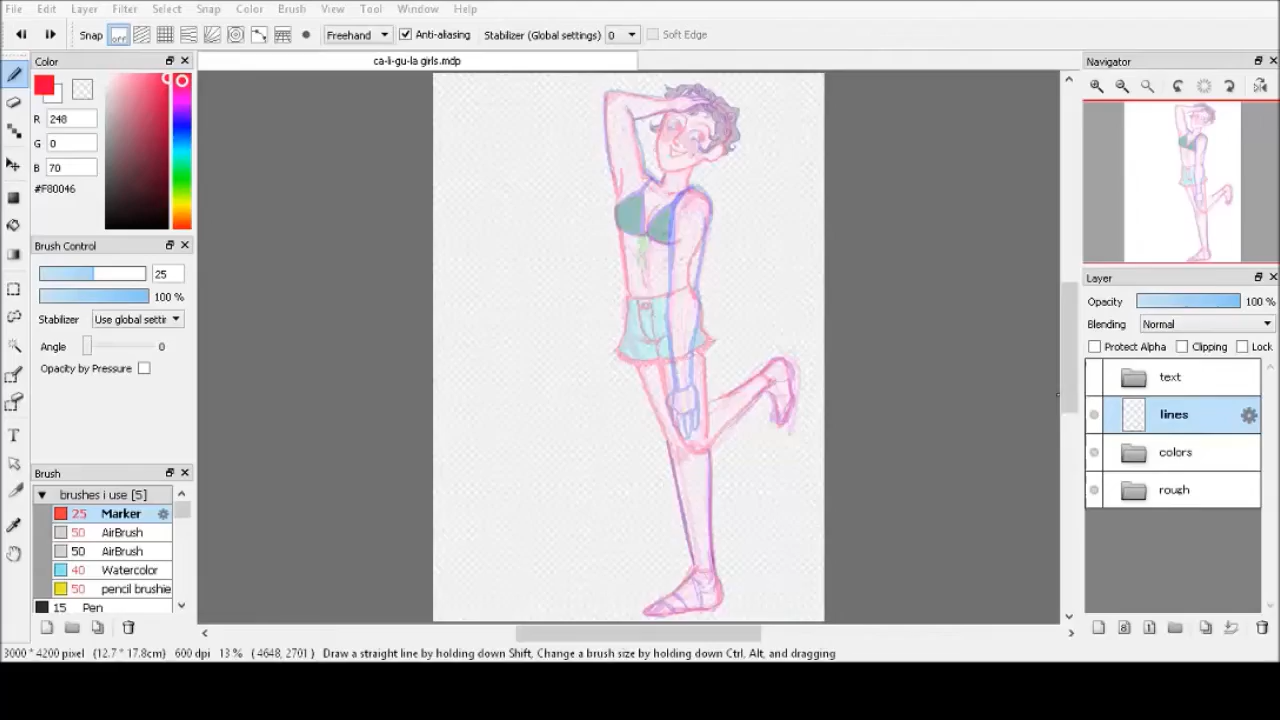 File Edit Layer Filter Select Snap Color Brush View Tool Window Help
Snap off Freehand Anti-aliasing Stabilizer (Global settings) 0 Soft Edge
Color
ca-li-gu-la girls.mdp
Navigator
R 248
G 0
B 70
#F80046
Brush Control
25
100 %
Stabilizer Use global settir
Angle 0
Opacity by Pressure
Layer
Opacity 100 %
Blending Normal
Protect Alpha Clipping Lock
text
lines
colors
rough
Brush
brushes i use [5]
25 Marker
50 AirBrush
50 AirBrush
40 Watercolor
50 pencil brushie
15 Pen
3000 * 4200 pixel (12.7 * 17.8cm) 600 dpi 13 % ( 4648, 2701 ) Draw a straight line by holding down Shift, Change a brush size by holding down Ctrl, Alt, and dragging